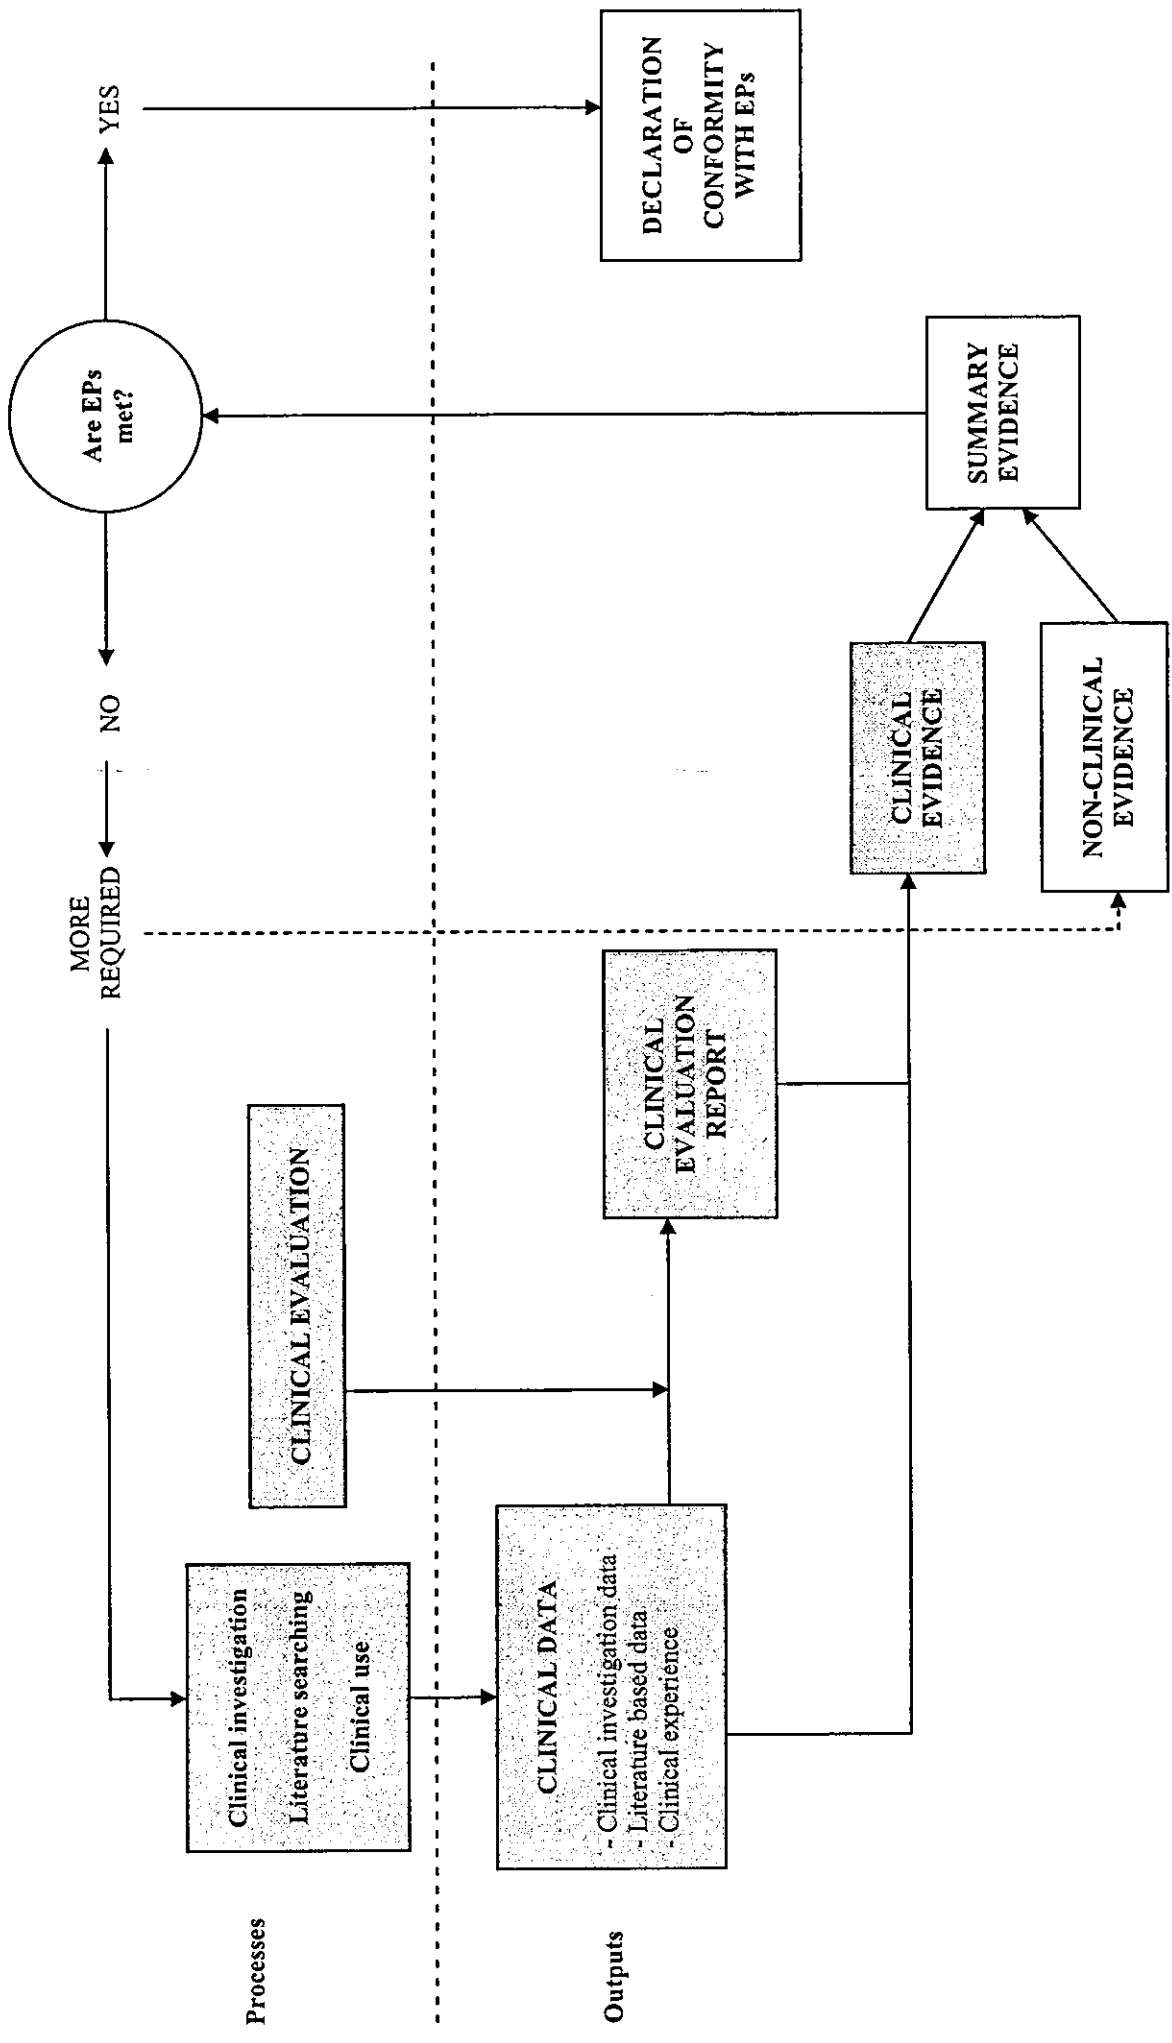 Processes
Clinical investigation
Literature searching
Clinical use
CLINICAL EVALUATION
MORE
REQUIRED
NO
Are EPs
met?
YES
Outputs
CLINICAL DATA
- Clinical investigation data
- Literature based data
- Clinical experience
CLINICAL
EVALUATION
REPORT
CLINICAL
EVIDENCE
NON-CLINICAL
EVIDENCE
SUMMARY
EVIDENCE
DECLARATION
OF
CONFORMITY
WITH EPs